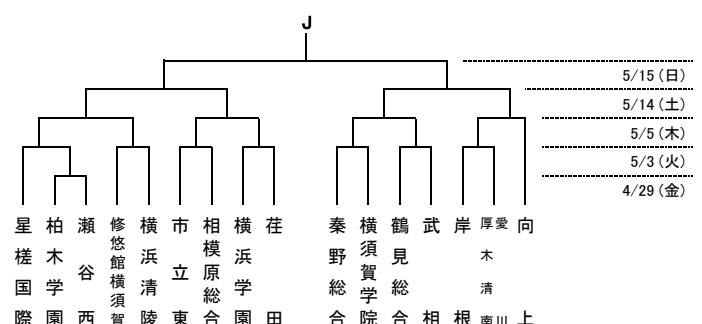 J
5/15(日)
5/14(土)
5/5(木)
5/3(火)
4/29(金)
星槎国際
柏木学園
瀬谷西
修悠館横須賀
横浜清陵
市立東
相模原総合
横浜学園
荏田
秦野総合
横須賀学院
鶴見総合
武相
岸根
厚木清南
愛川
向上